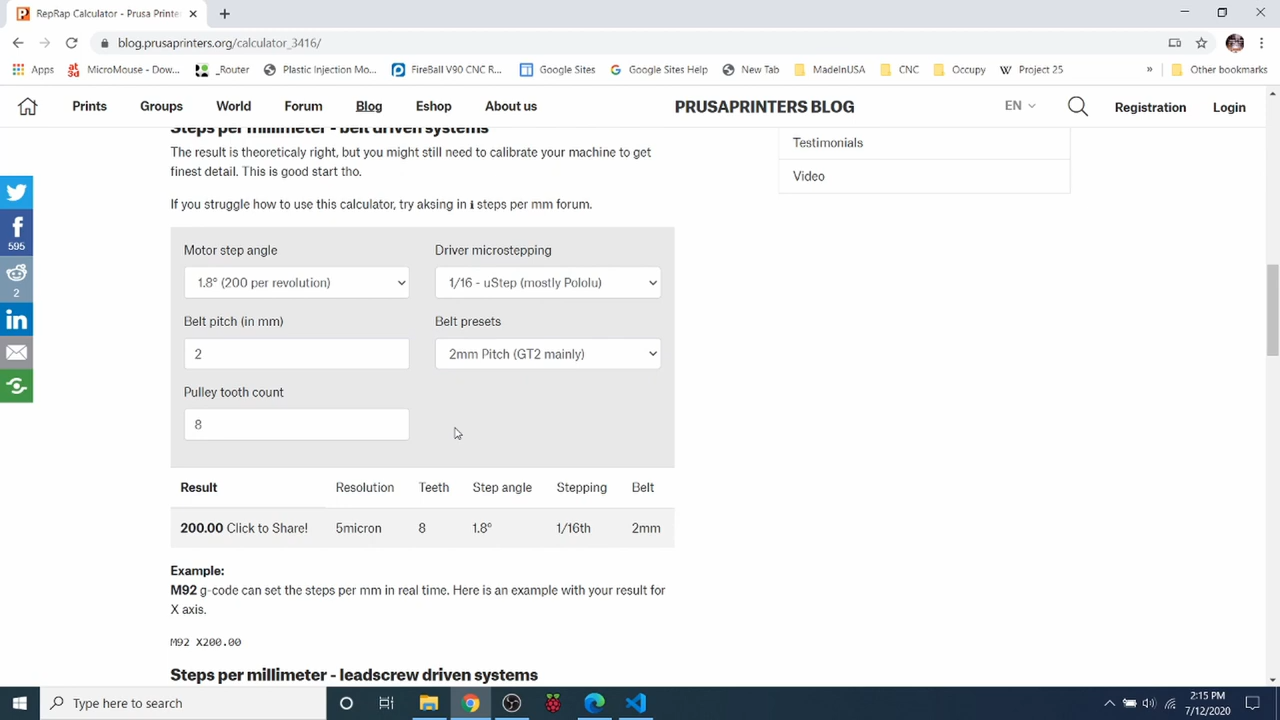 RepRap Calculator - Prusa Printe
blog.prusaprinters.org/calculator_3416/
Apps
MicroMouse - Dow...
_Router
Plastic Injection Mo...
FireBall V90 CNC R...
Google Sites
Google Sites Help
New Tab
MadeInUSA
CNC
Occupy
Project 25
»
Other bookmarks
Prints
Groups
World
Forum
Blog
Eshop
About us
PRUSAPRINTERS BLOG
EN
Registration
Login
Steps per millimeter - belt driven systems
The result is theoreticaly right, but you might still need to calibrate your machine to get
finest detail. This is good start tho.
If you struggle how to use this calculator, try aksing in ℹ steps per mm forum.
Testimonials
Video
595
2
Motor step angle
Driver microstepping
1.8° (200 per revolution)
1/16 - uStep (mostly Pololu)
Belt pitch (in mm)
Belt presets
2
2mm Pitch (GT2 mainly)
Pulley tooth count
8
Result Resolution Teeth Step angle Stepping Belt
200.00 Click to Share! 5micron 8 1.8° 1/16th 2mm
Example:
M92 g-code can set the steps per mm in real time. Here is an example with your result for
X axis.
M92 X200.00
Steps per millimeter - leadscrew driven systems
Type here to search
2:15 PM
7/12/2020